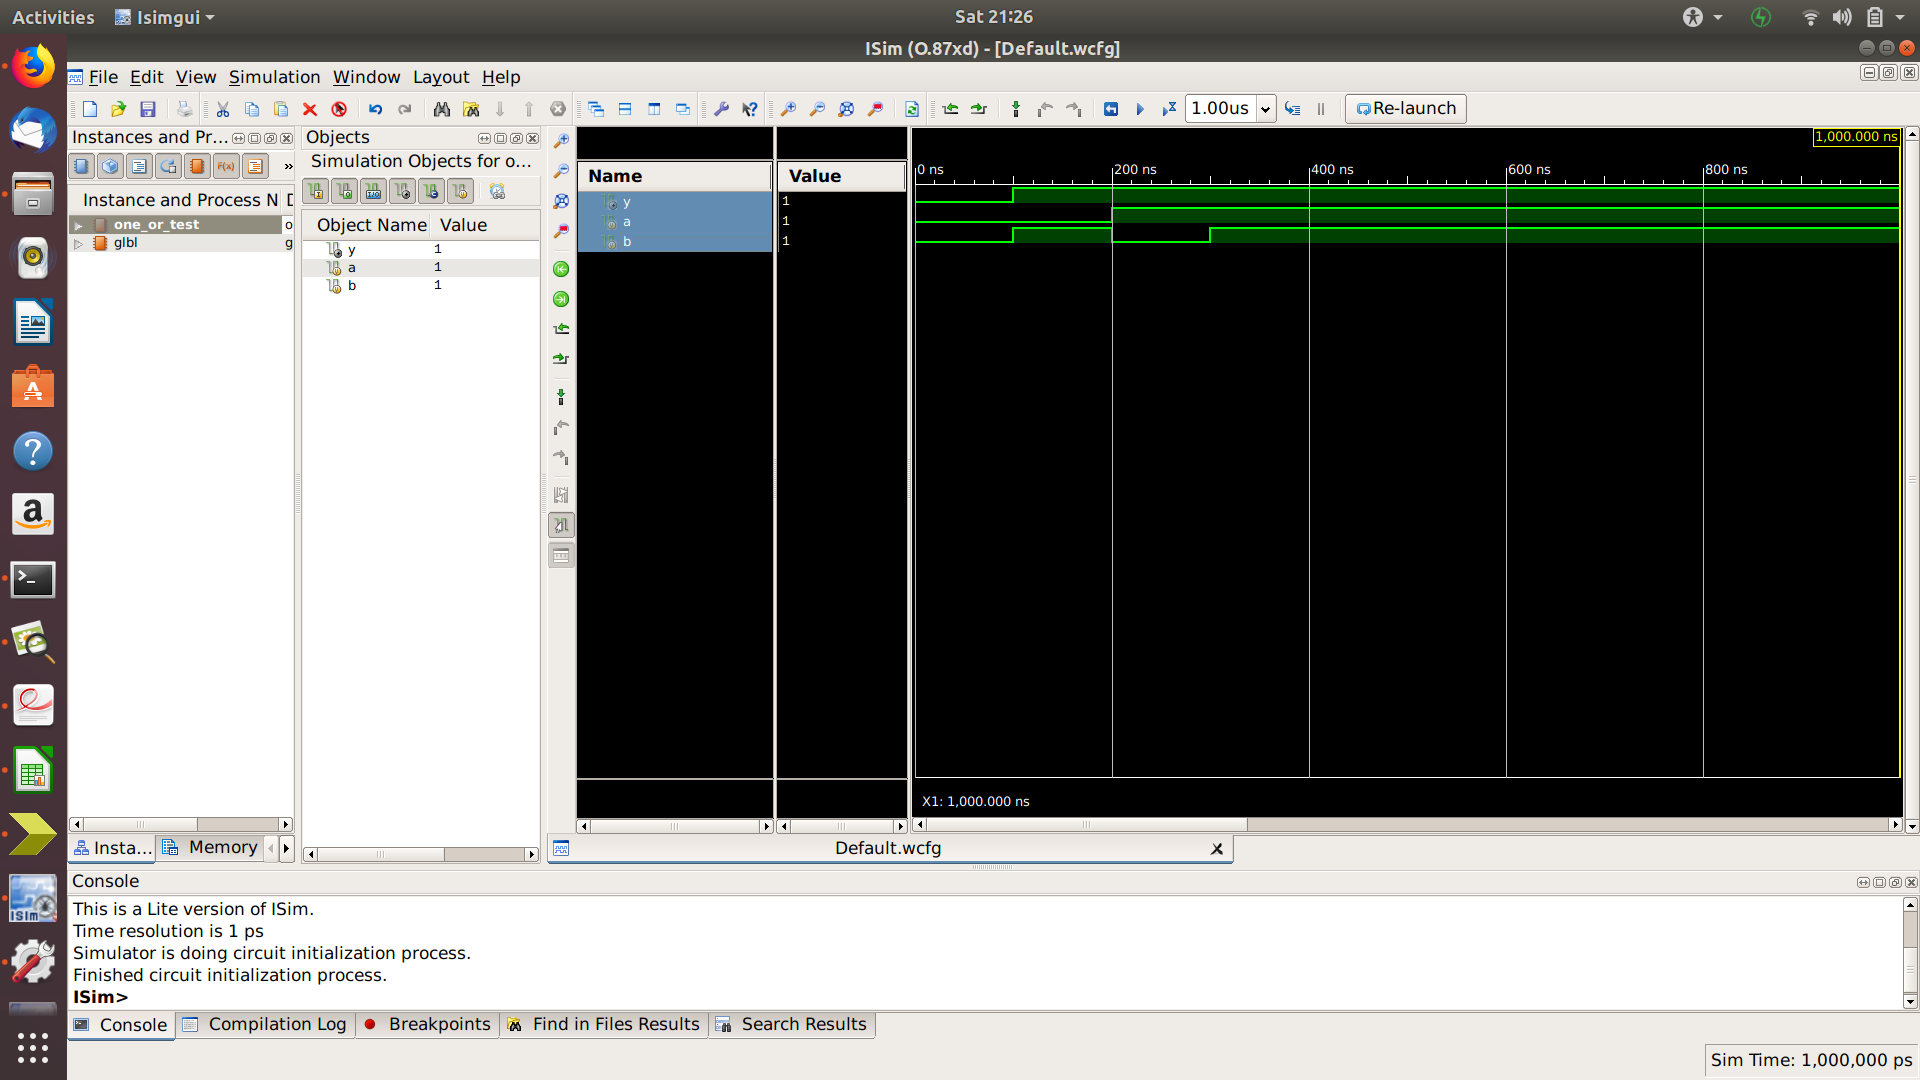 Activities Isimgui Sat 21:26
ISim (O.87xd) - [Default.wcfg]
File Edit View Simulation Window Layout Help
1.00us Re-launch
Instances and Pr... Objects
Simulation Objects for o...
F(x) »
Instance and Process N D
one_or_test o
glbl g
Object Name Value
y 1
a 1
b 1
Name Value
y 1
a 1
b 1
1,000.000 ns
0 ns 200 ns 400 ns 600 ns 800 ns
X1: 1,000.000 ns
Insta... Memory
Default.wcfg
Console
This is a Lite version of ISim.
Time resolution is 1 ps
Simulator is doing circuit initialization process.
Finished circuit initialization process.
ISim>
Console Compilation Log Breakpoints Find in Files Results Search Results
Sim Time: 1,000,000 ps
ISim